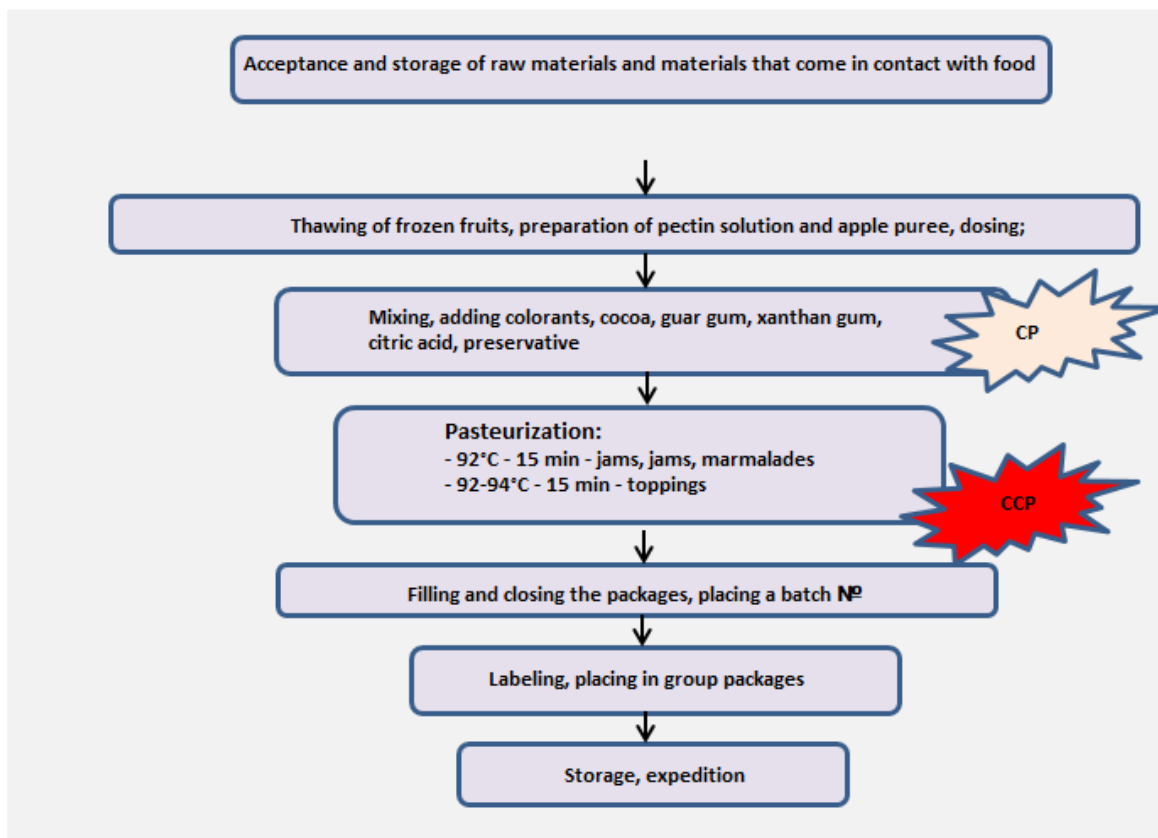 Acceptance and storage of raw materials and materials that come in contact with food
Thawing of frozen fruits, preparation of pectin solution and apple puree, dosing;
Mixing, adding colorants, cocoa, guar gum, xanthan gum,
citric acid, preservative
CP
Pasteurization:
- 92°C - 15 min - jams, jams, marmalades
- 92-94°C - 15 min - toppings
CCP
Filling and closing the packages, placing a batch №
Labeling, placing in group packages
Storage, expedition